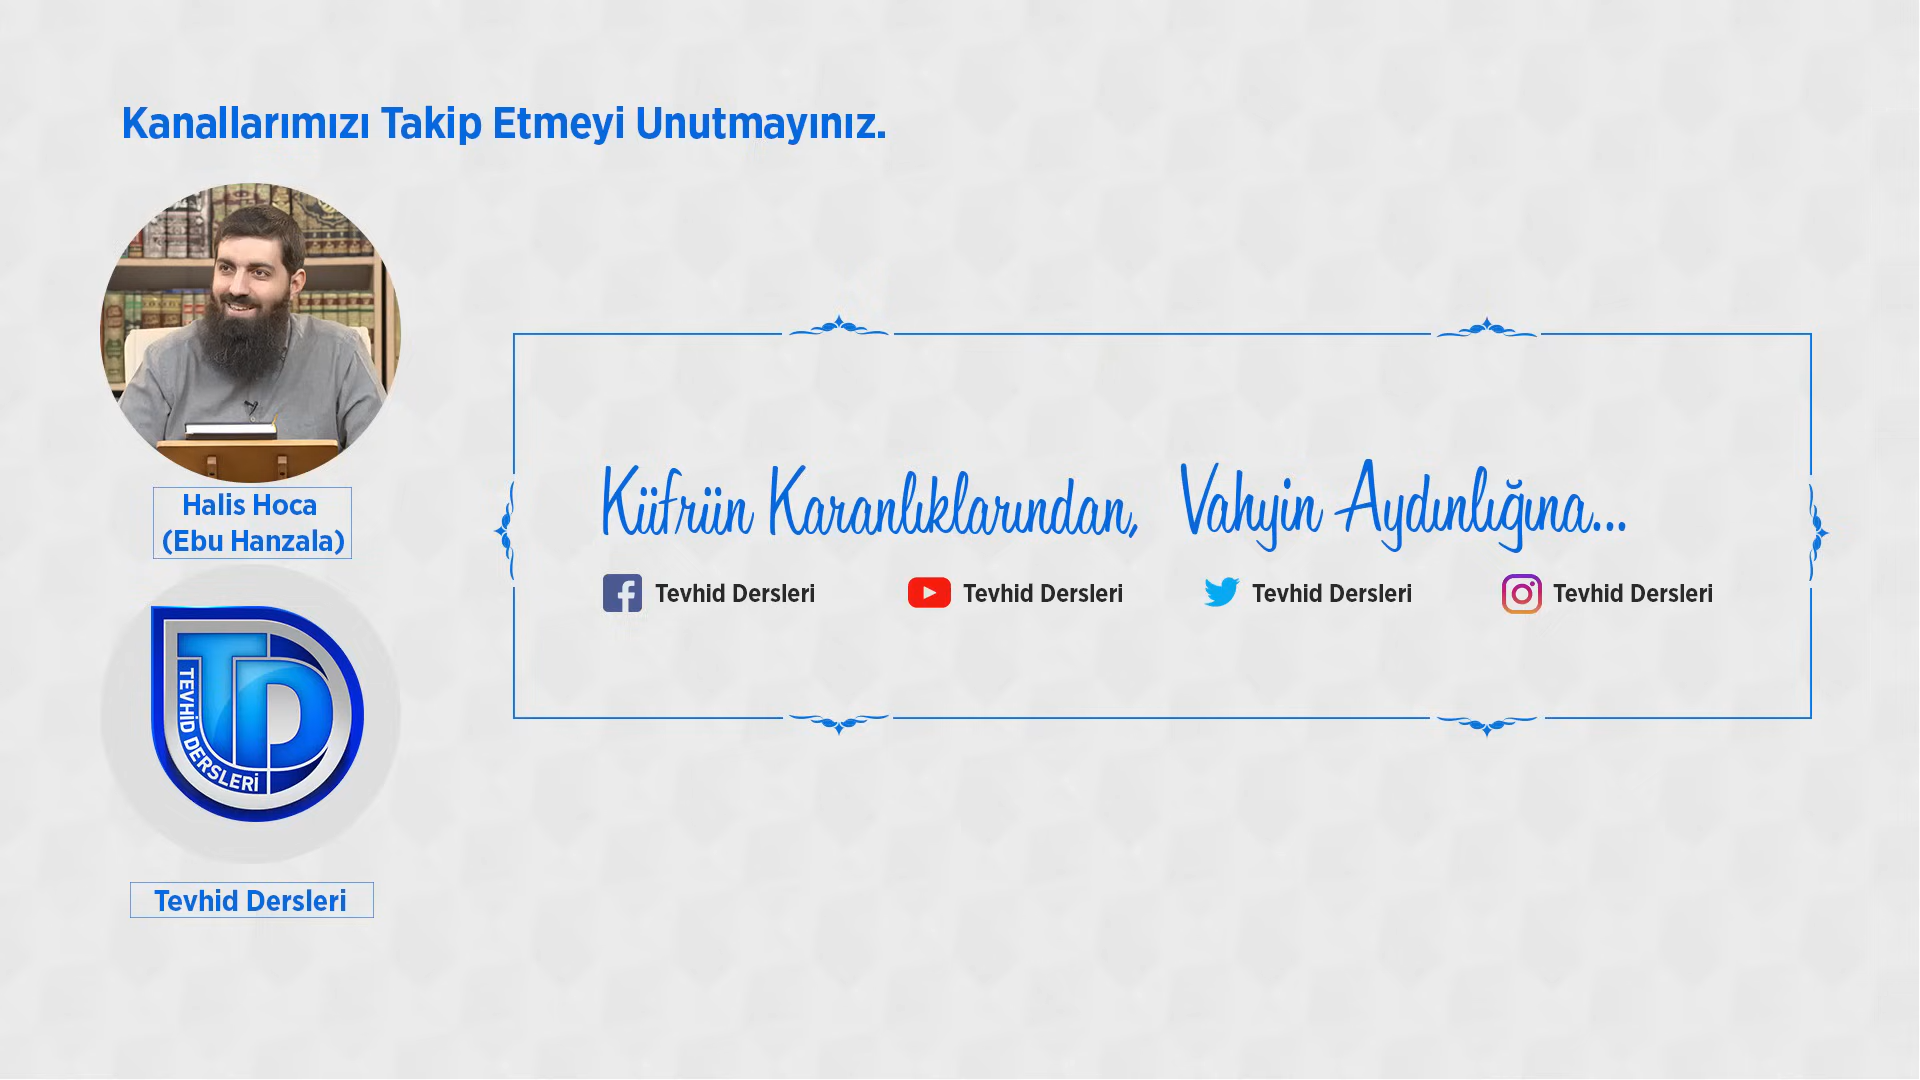 Kanallarımızı Takip Etmeyi Unutmayınız.
Halis Hoca
(Ebu Hanzala)
Küfrün Karanlıklarından, Vahyin Aydınlığına...
Tevhid Dersleri Tevhid Dersleri Tevhid Dersleri Tevhid Dersleri
TD
TEVHİD DERSLERİ
Tevhid Dersleri